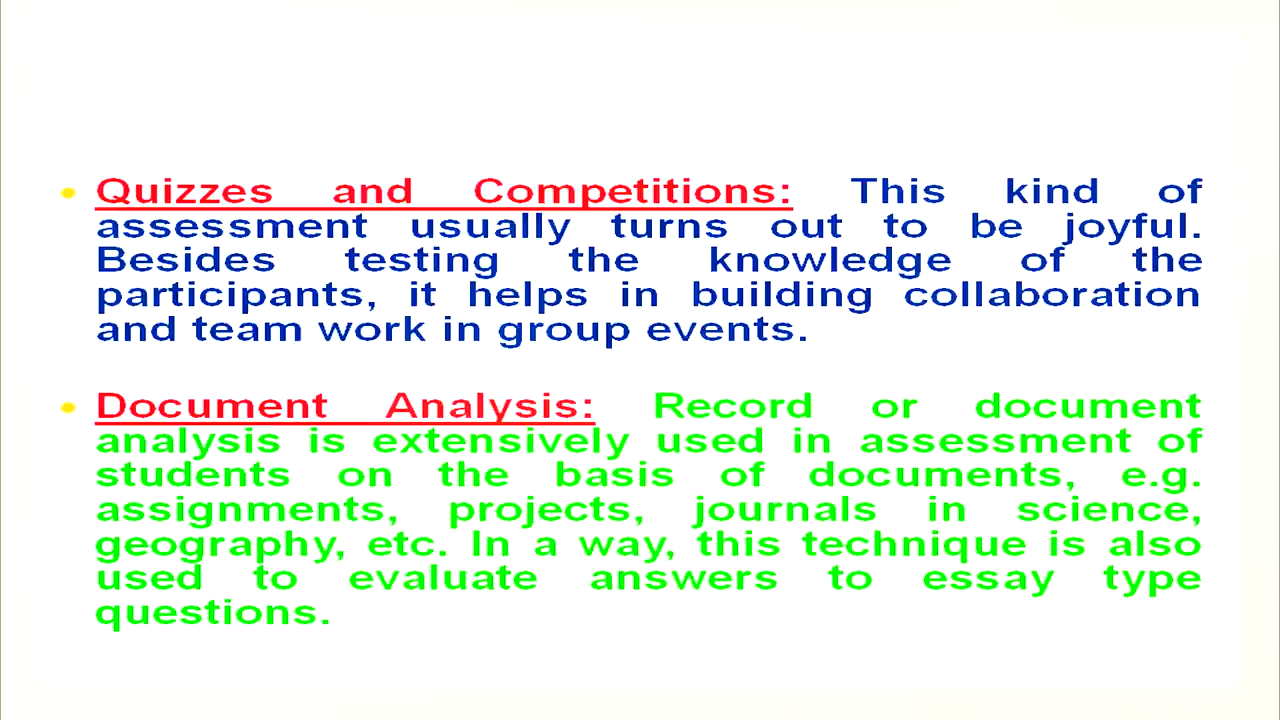 • Quizzes and Competitions: This kind of
assessment usually turns out to be joyful.
Besides testing the knowledge of the
participants, it helps in building collaboration
and team work in group events.
• Document Analysis: Record or document
analysis is extensively used in assessment of
students on the basis of documents, e.g.
assignments, projects, journals in science,
geography, etc. In a way, this technique is also
used to evaluate answers to essay type
questions.